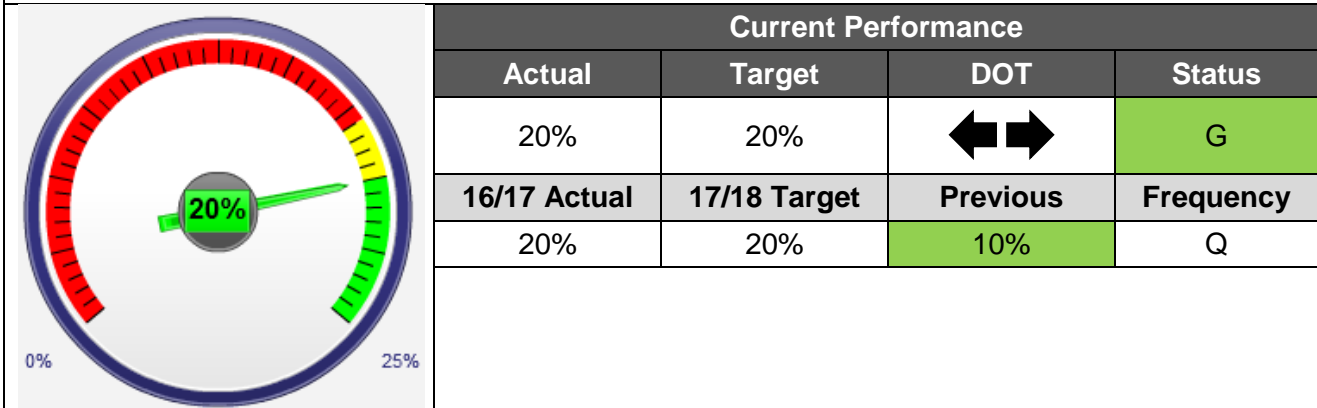 Current Performance
Actual Target DOT Status
20% 20% G
16/17 Actual 17/18 Target Previous Frequency
20% 20% 10% Q
20%
0% 25%